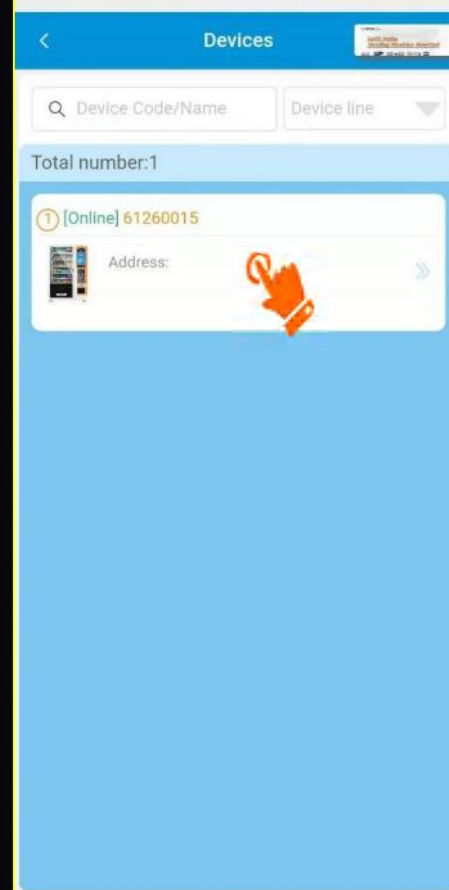 Devices
Device Code/Name
Device line
Total number:1
1 [Online] 61260015
Address: